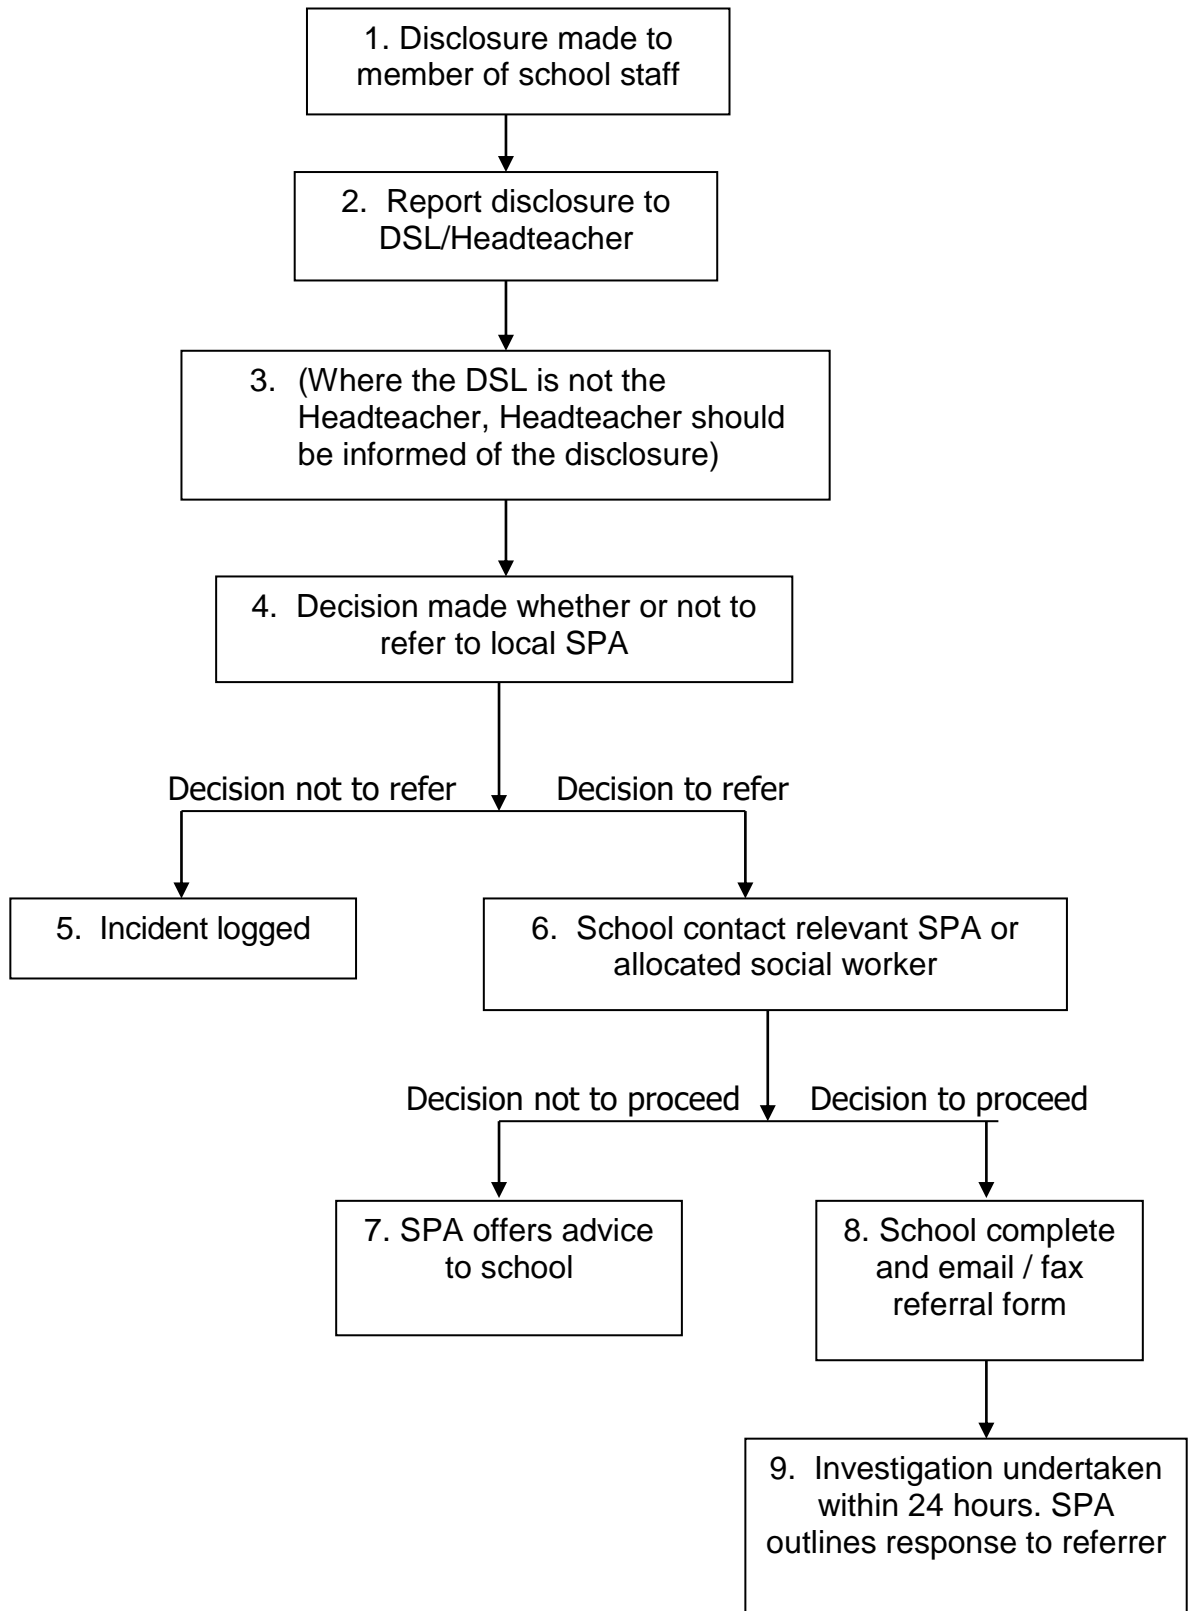 1. Disclosure made to
member of school staff
2. Report disclosure to
DSL/Headteacher
3. (Where the DSL is not the
Headteacher, Headteacher should
be informed of the disclosure)
4. Decision made whether or not to
refer to local SPA
Decision not to refer
Decision to refer
5. Incident logged
6. School contact relevant SPA or
allocated social worker
Decision not to proceed
Decision to proceed
7. SPA offers advice
to school
8. School complete
and email / fax
referral form
9. Investigation undertaken
within 24 hours. SPA
outlines response to referrer